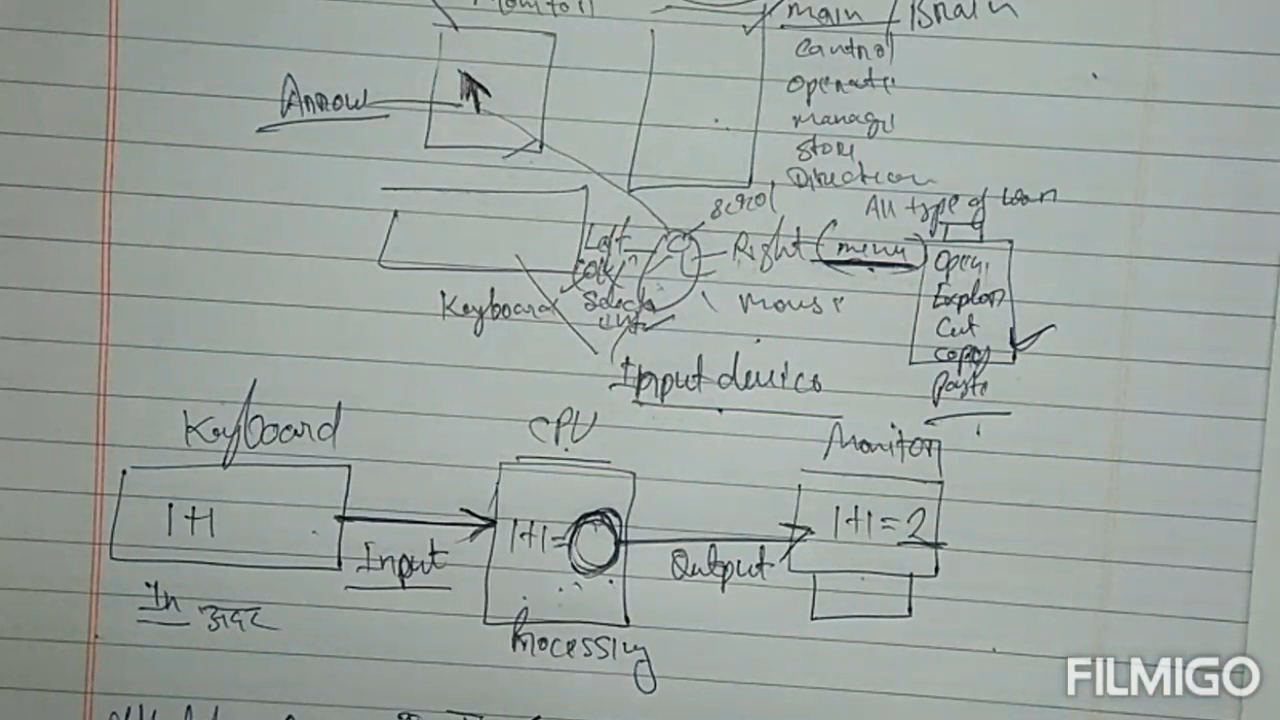 Monitor
Main / Brain
Control
Operate
Manage
Store
Direction
Arrow
Scrol
All type of
Left
Right (menu)
Open
Explor
Cut
Copy
Paste
Select
Keyboard
Mouse
Input device
Keyboard
CPU
Monitor
1+1
Input
1+1=
Output
1+1=2
In अंदर
Processing
FILMIGO